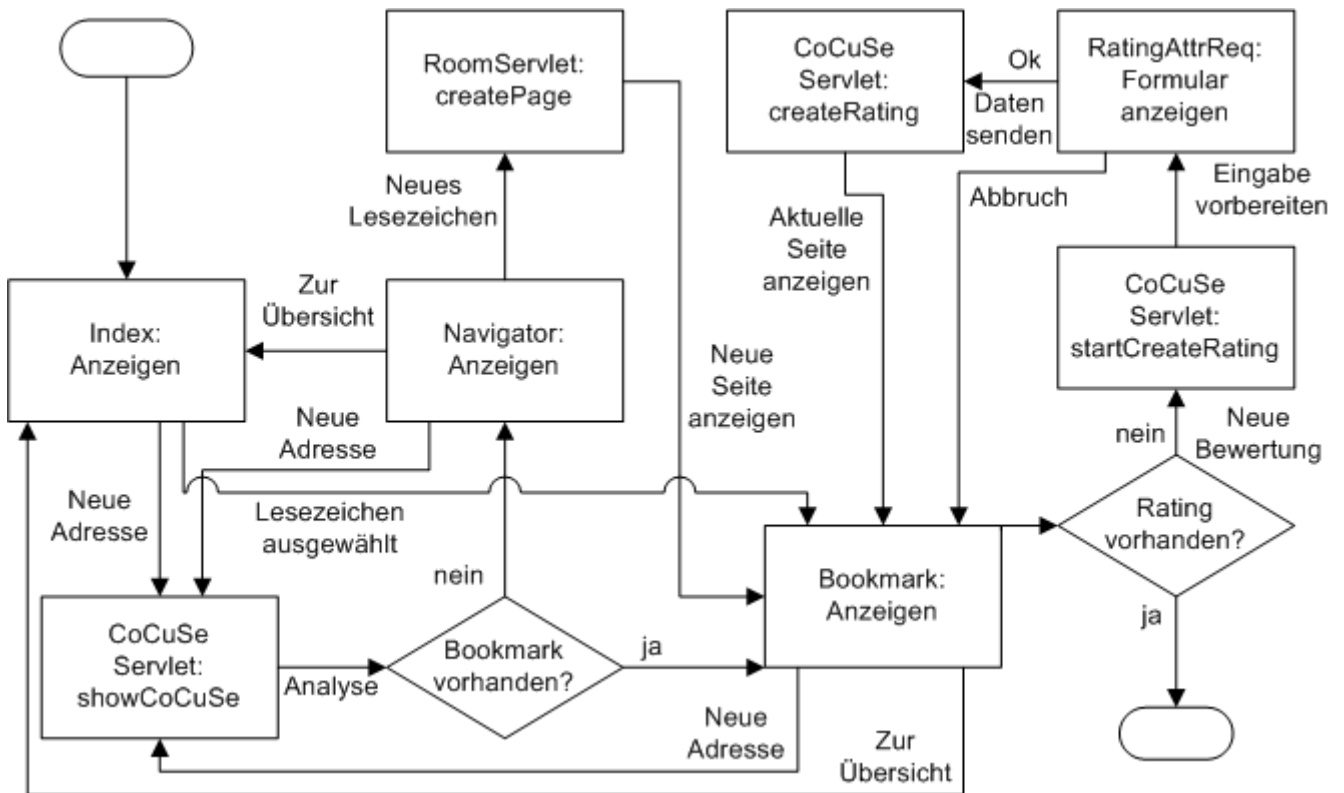 RoomServlet:
createPage
CoCuSe
Servlet:
createRating
Ok
Daten
senden
RatingAttrReq:
Formular
anzeigen
Neues
Lesezeichen
Aktuelle
Seite
anzeigen
Abbruch
Eingabe
vorbereiten
Index:
Anzeigen
Zur
Übersicht
Navigator:
Anzeigen
CoCuSe
Servlet:
startCreateRating
Neue
Seite
anzeigen
Neue
Adresse
nein
Neue
Bewertung
Neue
Adresse
Lesezeichen
ausgewählt
Rating
vorhanden?
nein
Bookmark:
Anzeigen
ja
CoCuSe
Servlet:
showCoCuSe
Analyse
Bookmark
vorhanden?
ja
Neue
Adresse
Zur
Übersicht